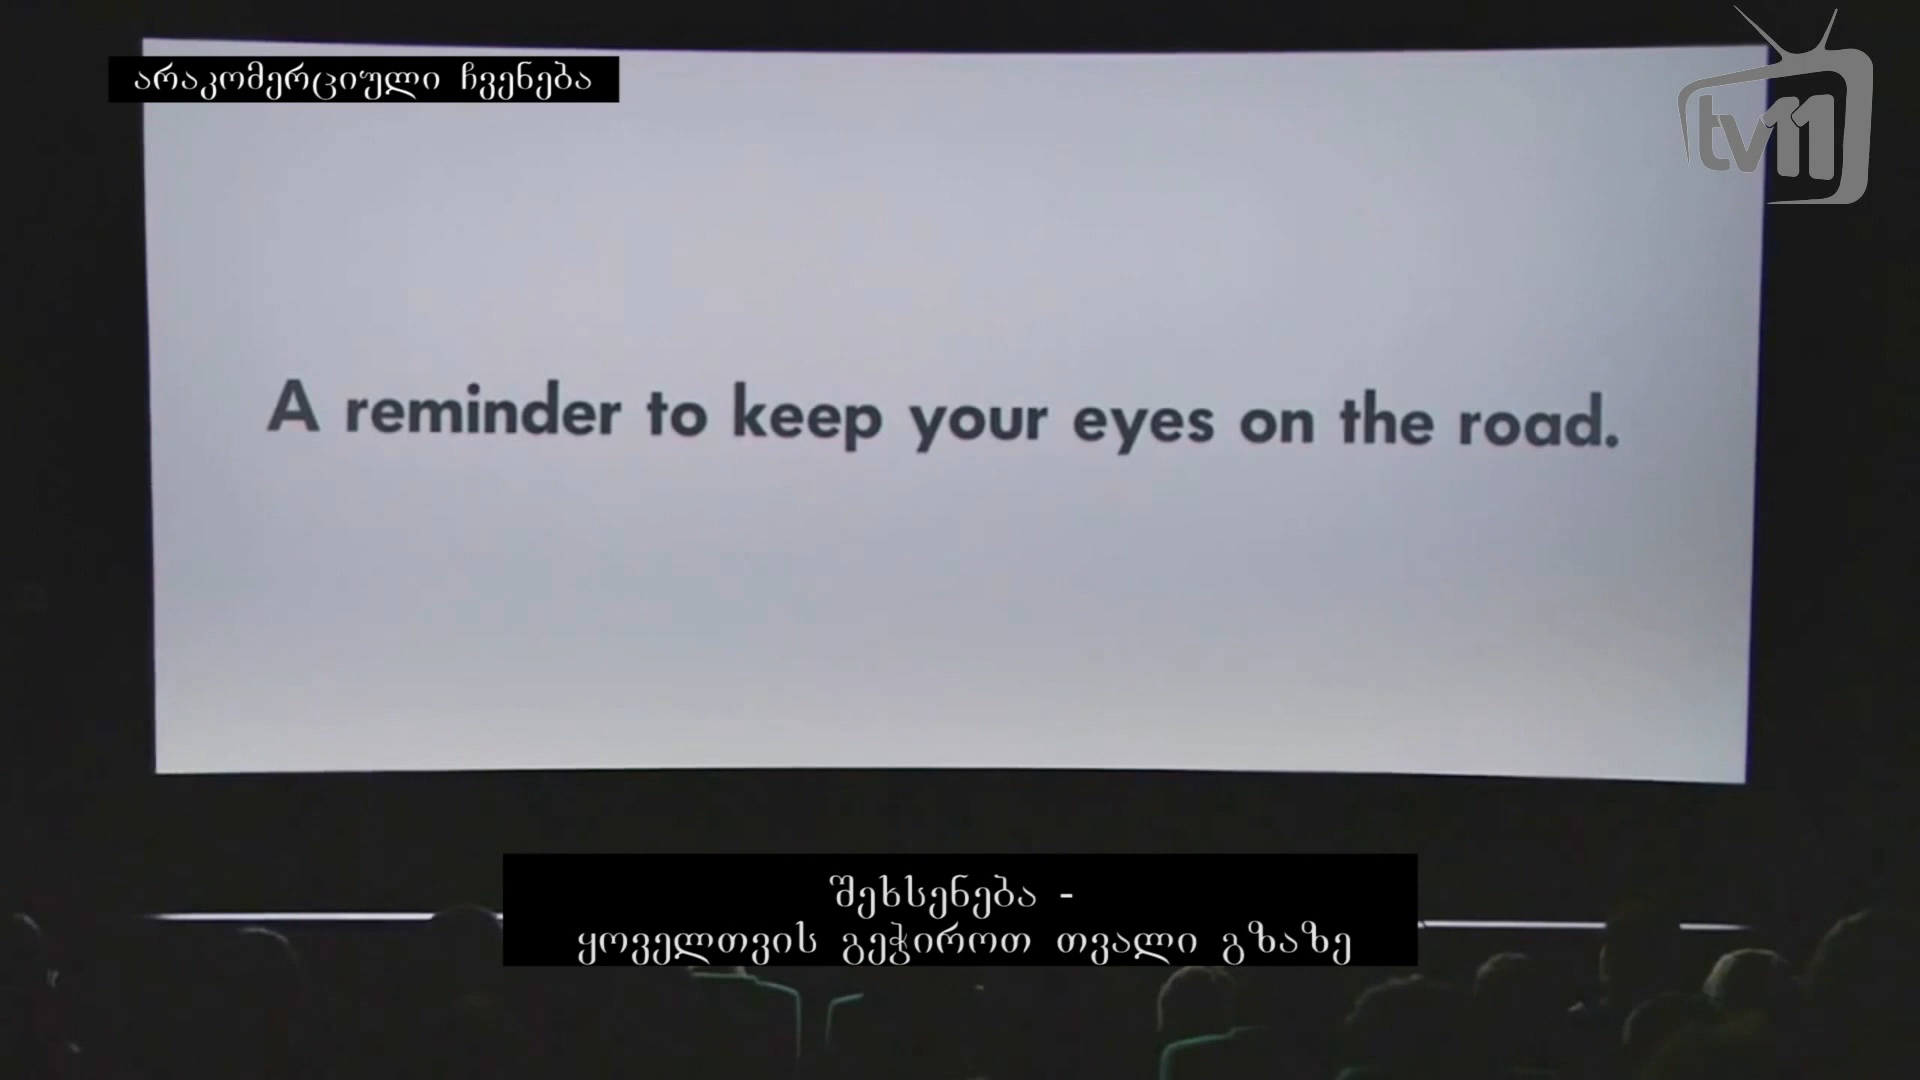 არაკომერციული ჩვენება
tv11
A reminder to keep your eyes on the road.
შეხსენება -
ყოველთვის გეჭიროთ თვალი გზაზე